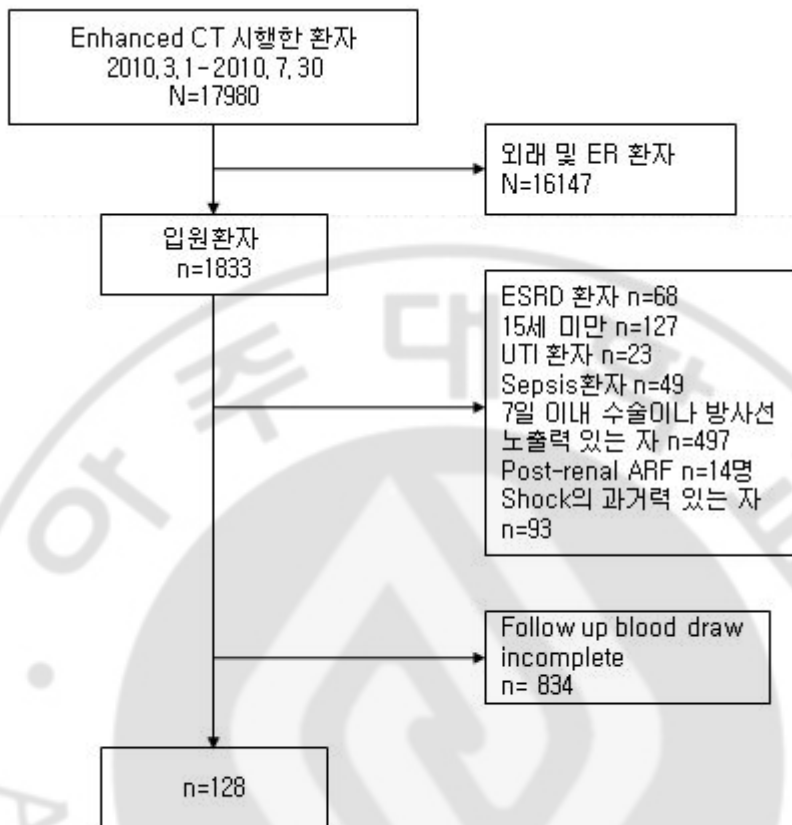 Enhanced CT 시행한 환자
2010,3,1-2010,7,30
N=17980
외래 및 ER 환자
N=16147
입원환자
n=1833
ESRD 환자 n=68
15세 미만 n=127
UTI 환자 n=23
Sepsis환자 n=49
7일 이내 수술이나 방사선
노출력 있는 자 n=497
Post-renal ARF n=14명
Shock의 과거력 있는 자
n=93
Follow up blood draw
incomplete
n= 834
n=128
아주대학